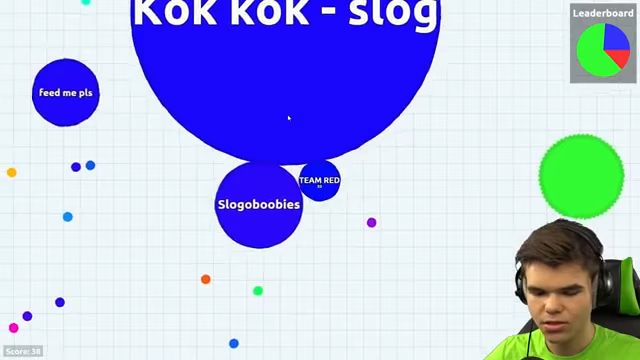 Kok kok - slog
Leaderboard
feed me pls
TEAM RED
Slogoboobies
Score: 38